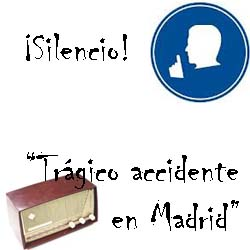 ¡Silencio!
“Trágico accidente
en Madrid”